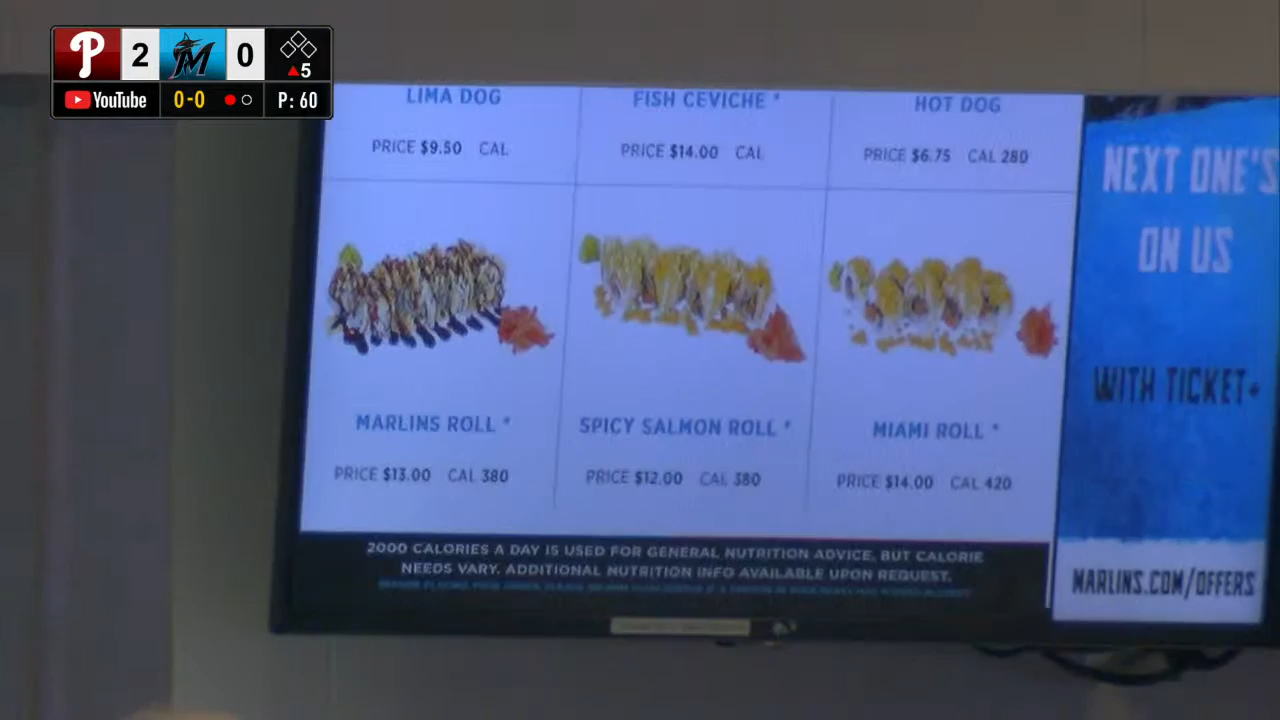 P 2 M 0
5
YouTube 0-0 P: 60
LIMA DOG
PRICE $9.50 CAL
FISH CEVICHE *
PRICE $14.00 CAL
HOT DOG
PRICE $6.75 CAL 280
MARLINS ROLL *
PRICE $13.00 CAL 380
SPICY SALMON ROLL *
PRICE $12.00 CAL 380
MIAMI ROLL *
PRICE $14.00 CAL 420
2000 CALORIES A DAY IS USED FOR GENERAL NUTRITION ADVICE, BUT CALORIE
NEEDS VARY. ADDITIONAL NUTRITION INFO AVAILABLE UPON REQUEST.
NEXT ONE'S
ON US
WITH TICKET+
MARLINS.COM/OFFERS